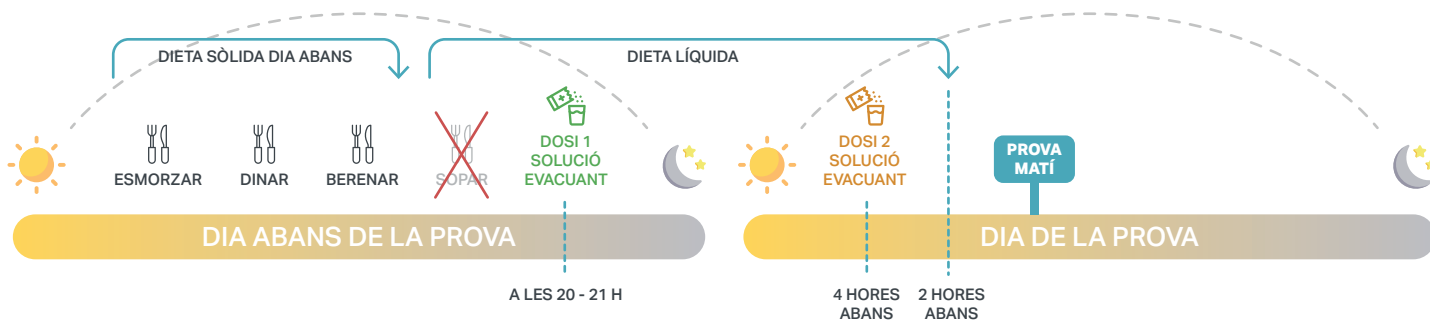 DIETA SÒLIDA DIA ABANS
DIETA LÍQUIDA
ESMORZAR
DINAR
BERENAR
SOPAR
DOSI 1
SOLUCIÓ
EVACUANT
DOSI 2
SOLUCIÓ
EVACUANT
PROVA
MATÍ
DIA ABANS DE LA PROVA
DIA DE LA PROVA
A LES 20 - 21 H
4 HORES
ABANS
2 HORES
ABANS